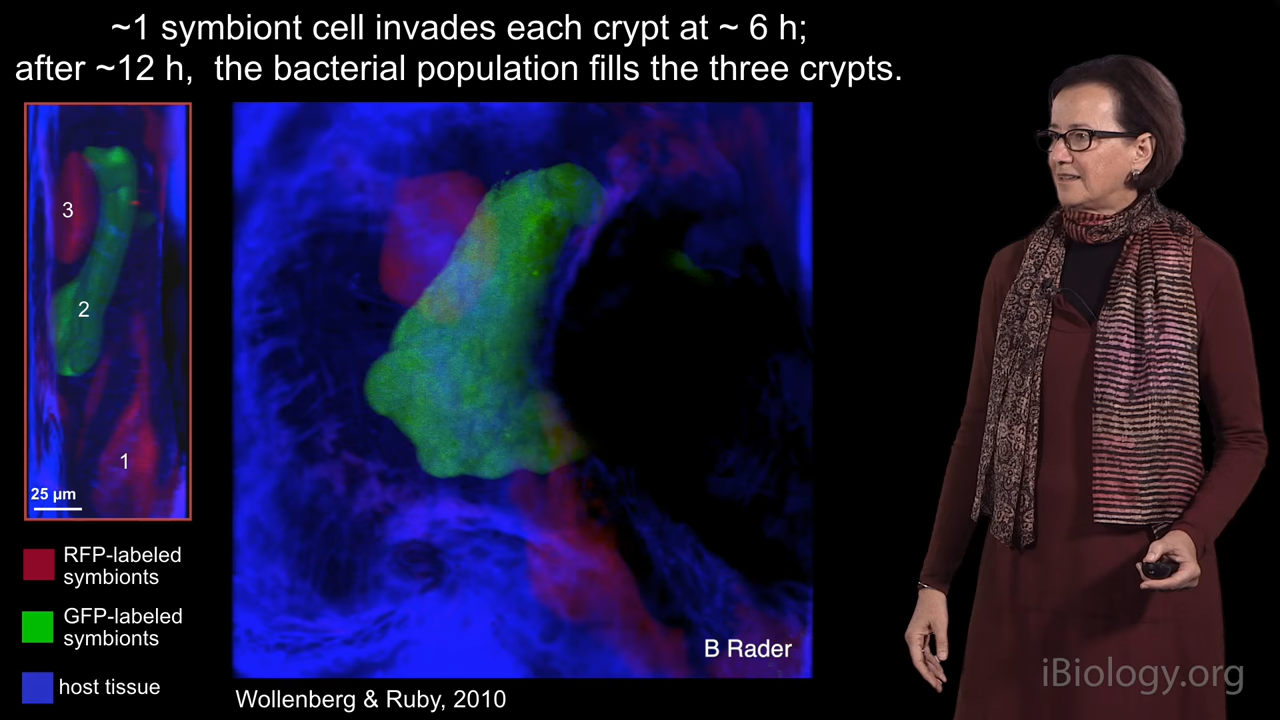 ~1 symbiont cell invades each crypt at ~ 6 h;
after ~12 h, the bacterial population fills the three crypts.
3
2
1
25 µm
RFP-labeled
symbionts
GFP-labeled
symbionts
host tissue
B Rader
Wollenberg & Ruby, 2010
iBiology.org